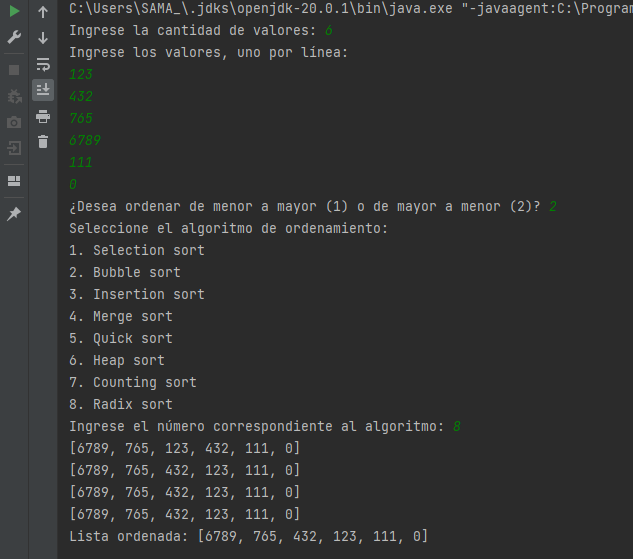 C:\Users\SAMA_\.jdks\openjdk-20.0.1\bin\java.exe "-javaagent:C:\Program
Ingrese la cantidad de valores: 6
Ingrese los valores, uno por línea:
123
432
765
6789
111
0
¿Desea ordenar de menor a mayor (1) o de mayor a menor (2)? 2
Seleccione el algoritmo de ordenamiento:
1. Selection sort
2. Bubble sort
3. Insertion sort
4. Merge sort
5. Quick sort
6. Heap sort
7. Counting sort
8. Radix sort
Ingrese el número correspondiente al algoritmo: 8
[6789, 765, 123, 432, 111, 0]
[6789, 765, 432, 123, 111, 0]
[6789, 765, 432, 123, 111, 0]
[6789, 765, 432, 123, 111, 0]
Lista ordenada: [6789, 765, 432, 123, 111, 0]